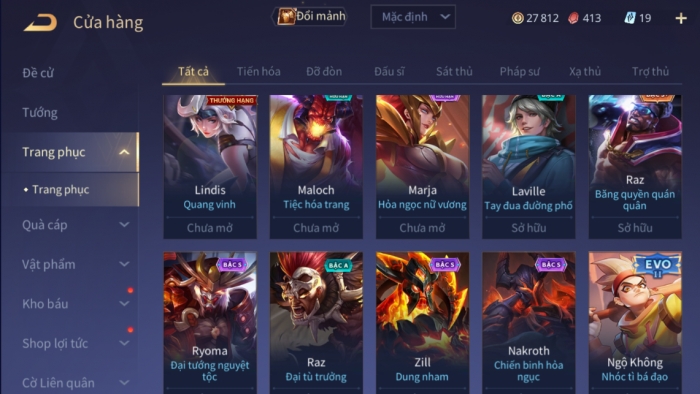 Cửa hàng
Đổi mảnh
Mặc định
27 812
413
19
Đề cử
Tướng
Trang phục
Trang phục
Quà cáp
Vật phẩm
Kho báu
Shop lợi tức
Cờ Liên quân
Tất cả Tiến hóa Đỡ đòn Đấu sĩ Sát thủ Pháp sư Xạ thủ Trợ thủ
THƯỞNG HẠNG
Lindis
Quang vinh
Chưa mở
Maloch
Tiệc hóa trang
Chưa mở
Marja
Hỏa ngọc nữ vương
Chưa mở
Laville
Tay đua đường phố
Sở hữu
Raz
Băng quyền quán
quân
Sở hữu
BẬC S
Ryoma
Đại tướng nguyệt
tộc
BẬC A
Raz
Đại tù trưởng
BẬC S
Zill
Dung nham
BẬC S
Nakroth
Chiến binh hỏa
ngục
EVO
Ngộ Không
Nhóc tì bá đạo